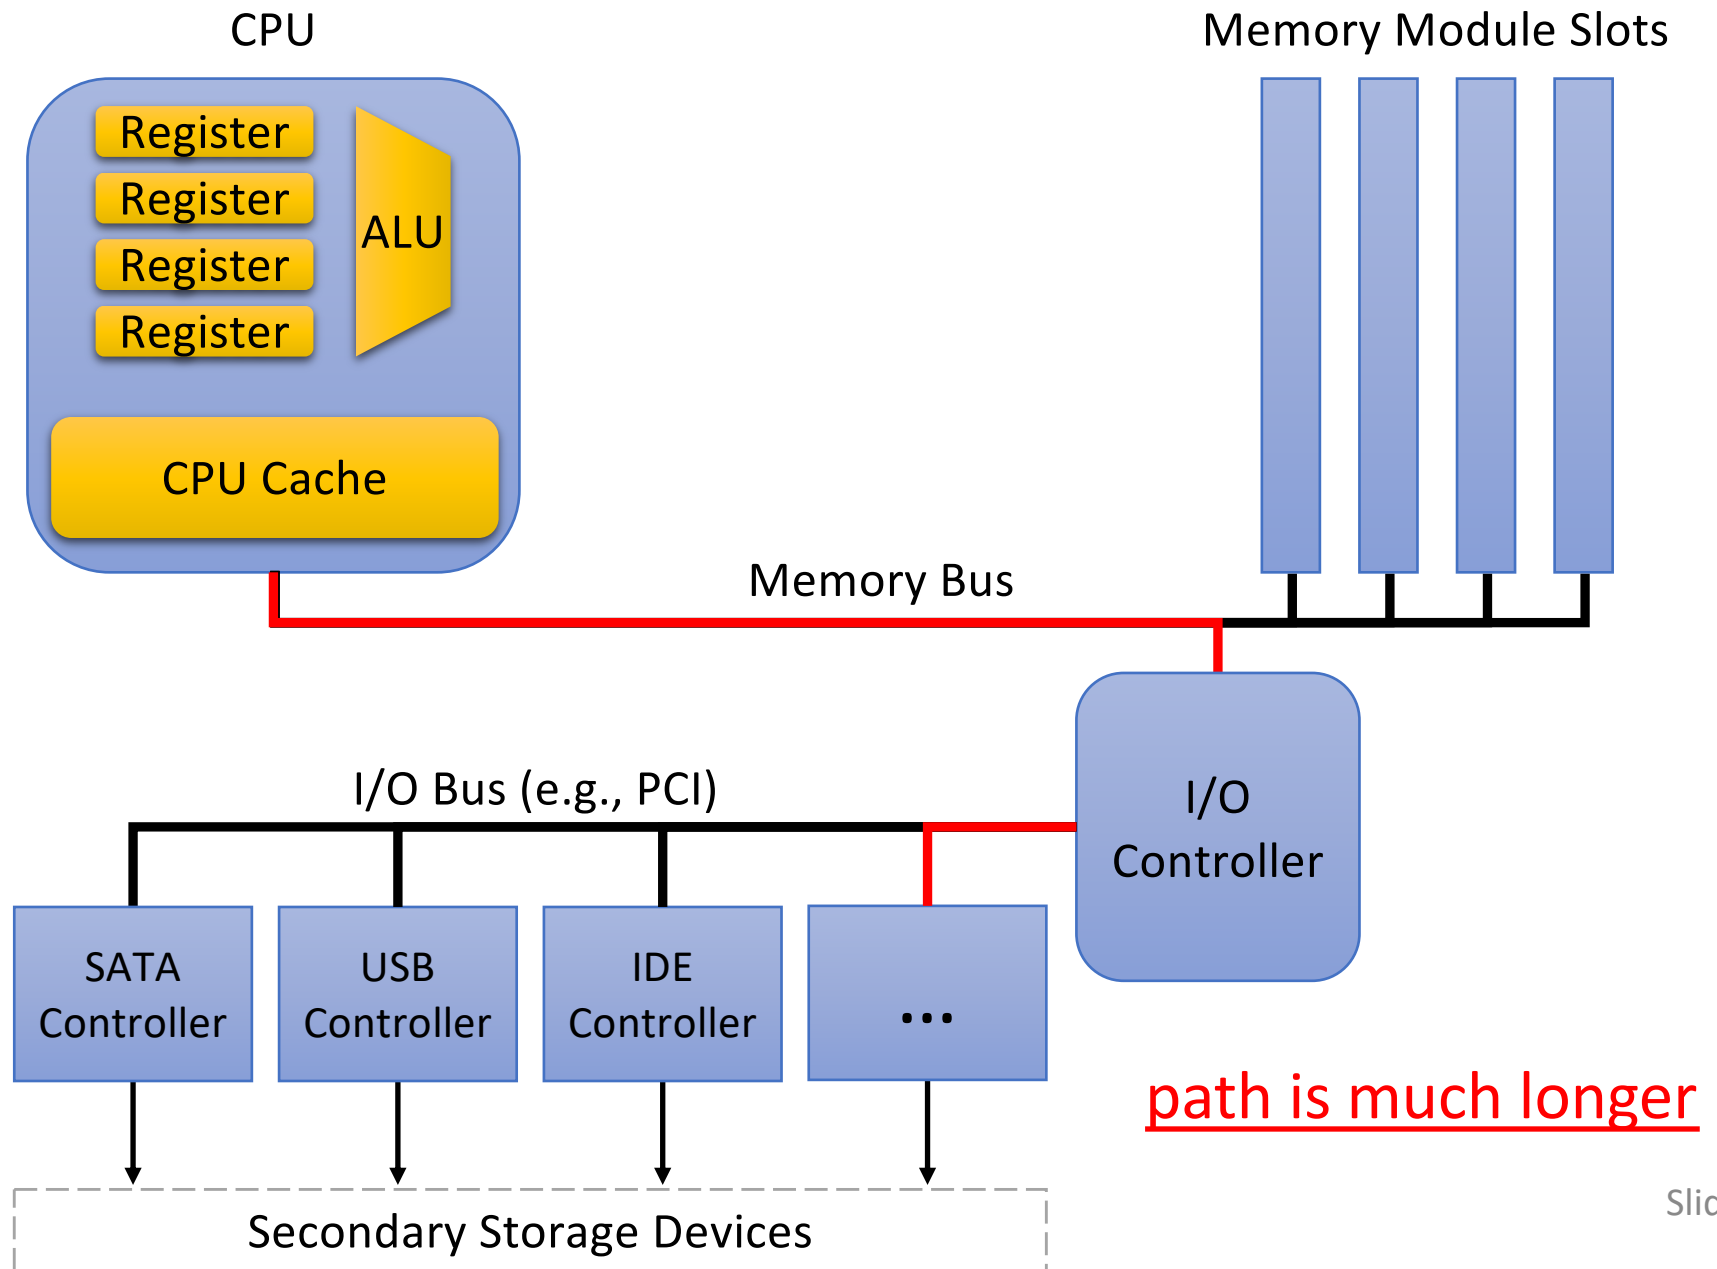 CPU
Memory Module Slots
Register
Register
Register
Register
ALU
CPU Cache
Memory Bus
I/O Bus (e.g., PCI)
I/O
Controller
SATA
Controller
USB
Controller
IDE
Controller
...
path is much longer
Secondary Storage Devices